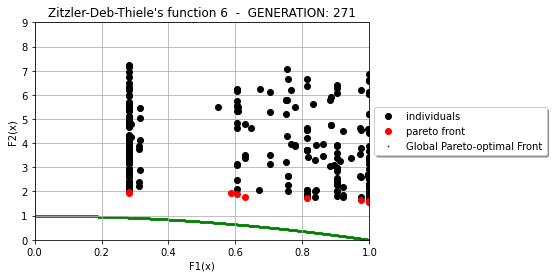 Zitzler-Deb-Thiele's function 6 - GENERATION: 271
9
8
7
6
5
4
3
2
1
0
F2(x)
0.0 0.2 0.4 0.6 0.8 1.0
F1(x)
individuals
pareto front
Global Pareto-optimal Front